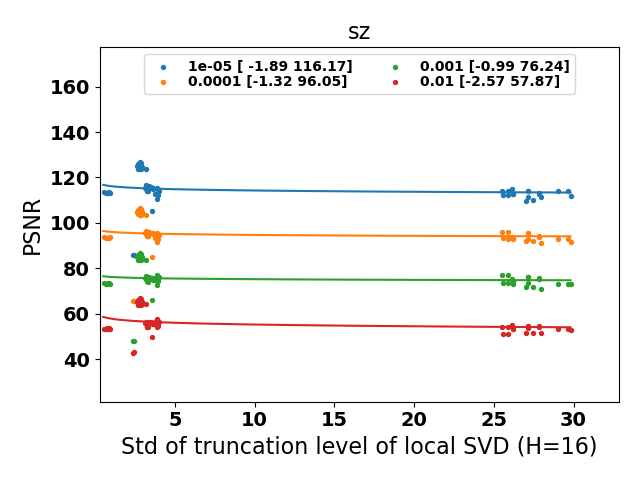 sz
1e-05 [ -1.89 116.17]
0.0001 [-1.32 96.05]
0.001 [-0.99 76.24]
0.01 [-2.57 57.87]
PSNR
160
140
120
100
80
60
40
5 10 15 20 25 30
Std of truncation level of local SVD (H=16)